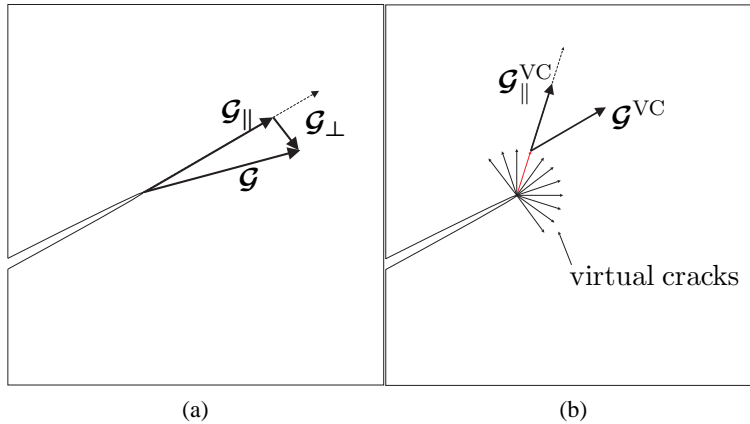 𝓖∥
𝓖⊥
𝓖
𝓖∥^VC
𝓖^VC
virtual cracks
(a)
(b)